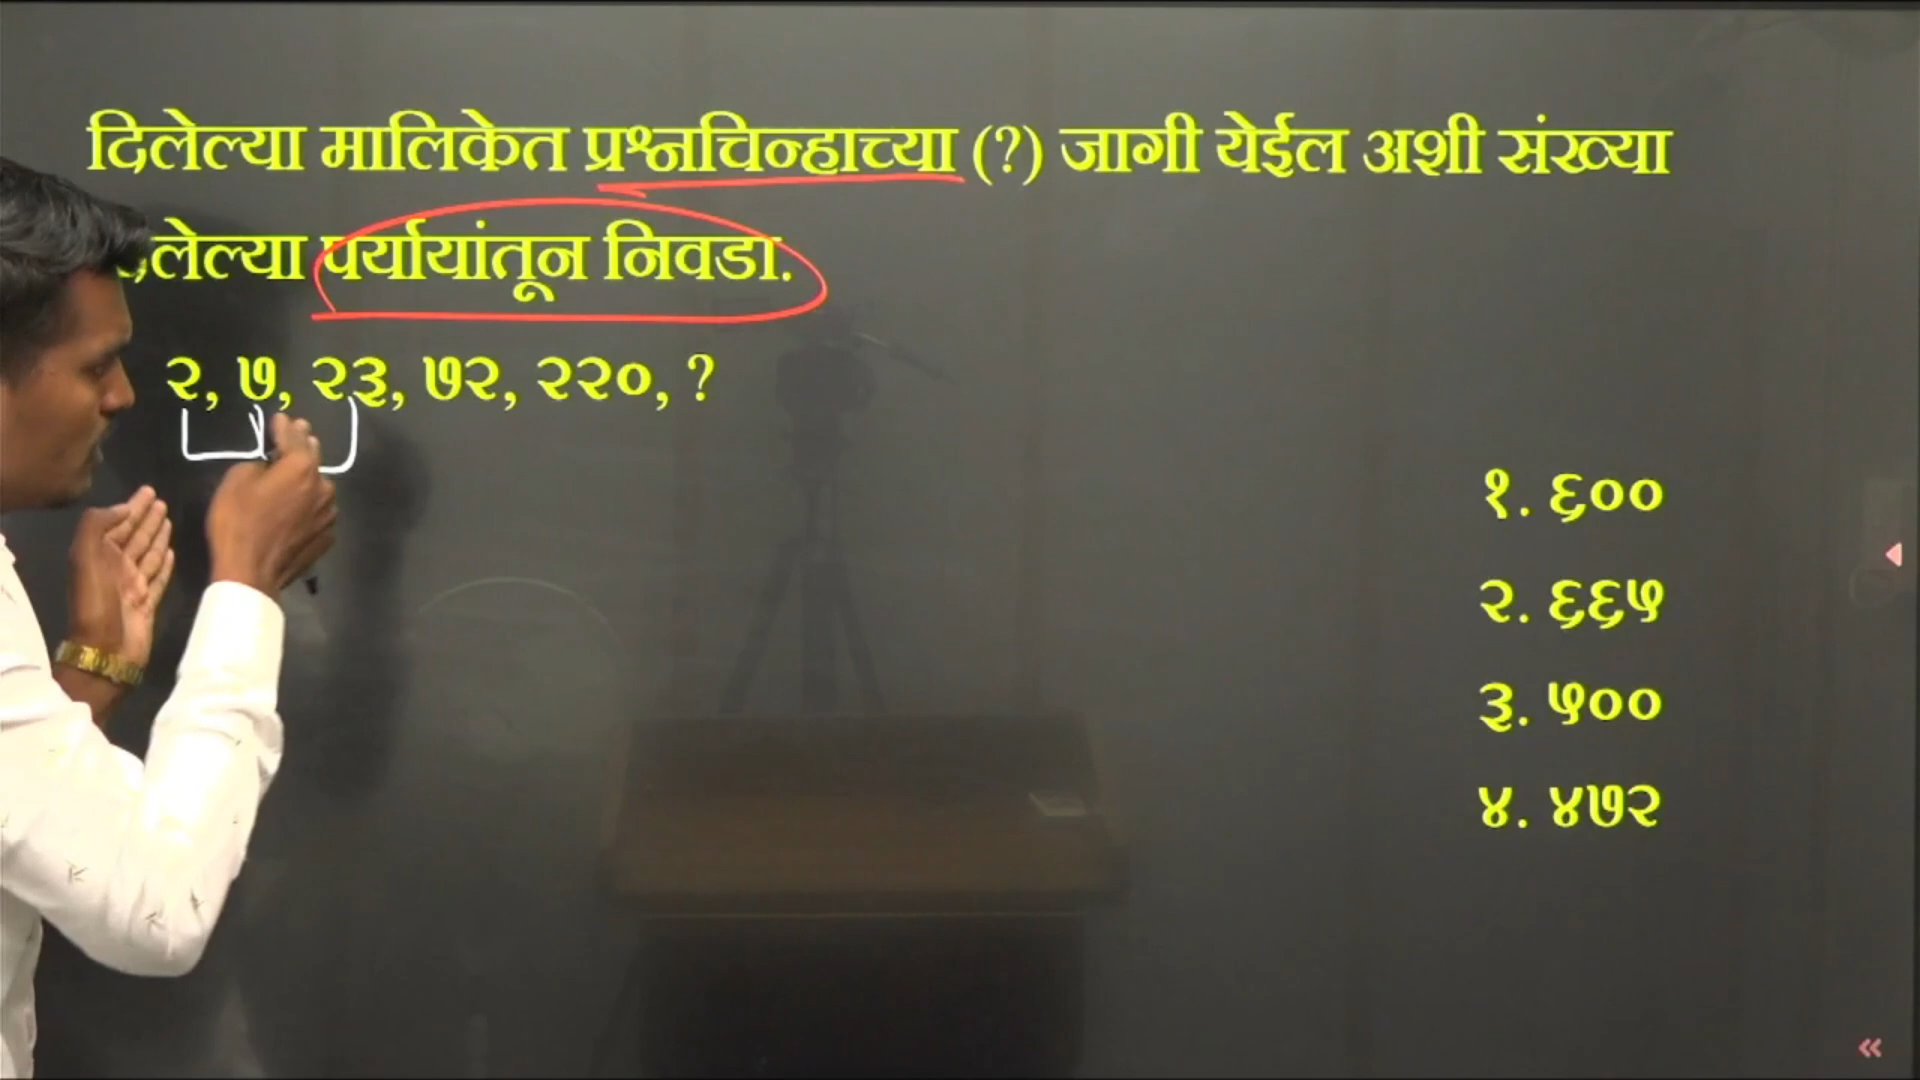 दिलेल्या मालिकेत प्रश्नचिन्हाच्या (?) जागी येईल अशी संख्या
पर्यायांतून निवडा.
२, ७, २३, ७२, २२०, ?
१. ६००
२. ६६५
३. ५००
४. ४७२